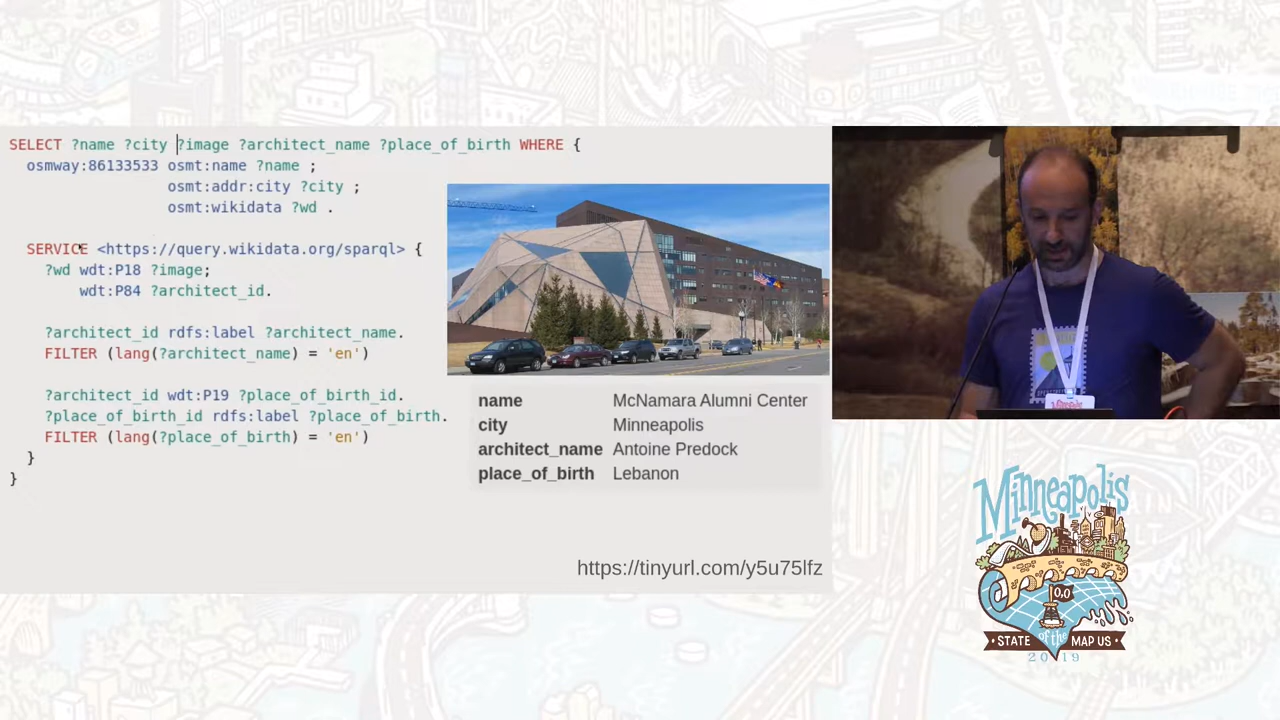 SELECT ?name ?city ?image ?architect_name ?place_of_birth WHERE {
osmway:86133533 osmt:name ?name ;
osmt:addr:city ?city ;
osmt:wikidata ?wd .
SERVICE <https://query.wikidata.org/sparql> {
?wd wdt:P18 ?image;
wdt:P84 ?architect_id.
?architect_id rdfs:label ?architect_name.
FILTER (lang(?architect_name) = 'en')
?architect_id wdt:P19 ?place_of_birth_id.
?place_of_birth_id rdfs:label ?place_of_birth.
FILTER (lang(?place_of_birth) = 'en')
}
}
name McNamara Alumni Center
city Minneapolis
architect_name Antoine Predock
place_of_birth Lebanon
https://tinyurl.com/y5u75lfz
Minneapolis
0,0
STATE of the MAP US
2019